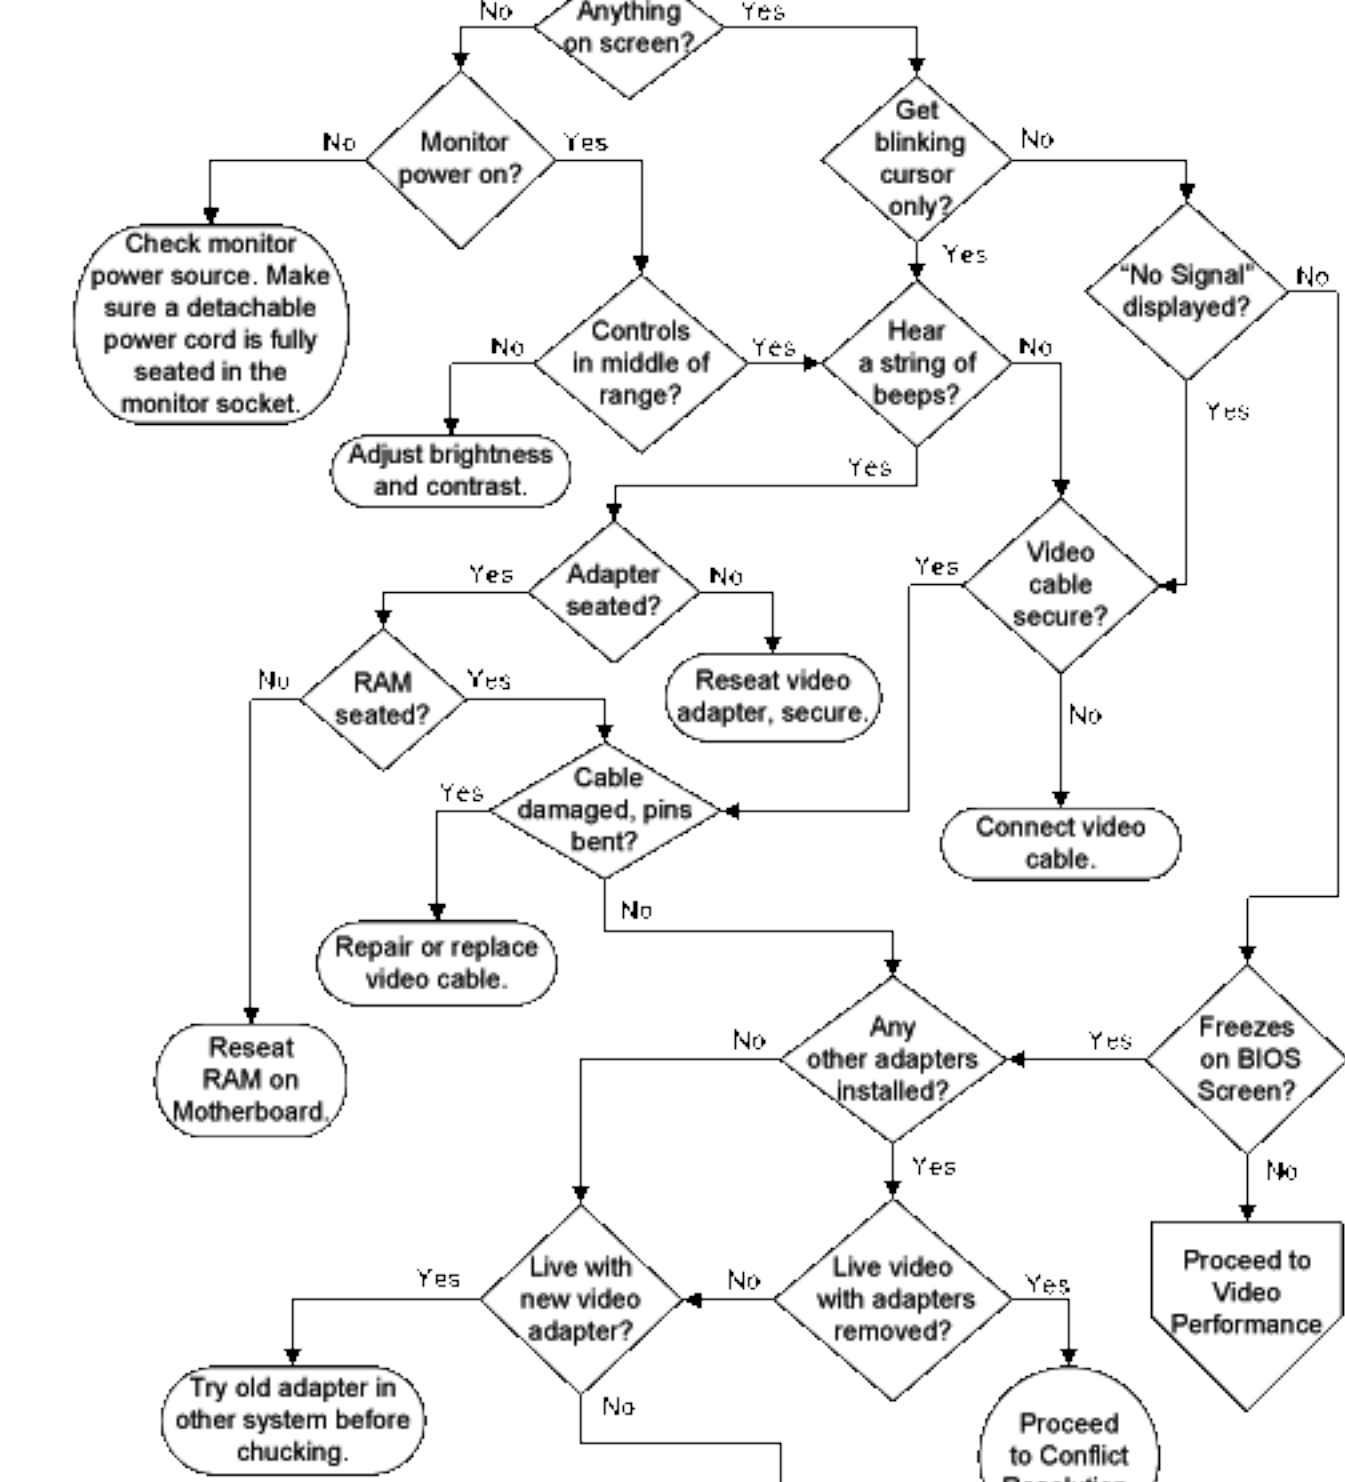 No
Anything
on screen?
Yes
No
Monitor
power on?
Yes
Get
blinking
cursor
only?
No
Yes
Check monitor
power source. Make
sure a detachable
power cord is fully
seated in the
monitor socket.
"No Signal"
displayed?
No
Yes
No
Controls
in middle of
range?
Yes
Hear
a string of
beeps?
No
Yes
Adjust brightness
and contrast.
Yes
Adapter
seated?
No
Yes
Video
cable
secure?
No
No
RAM
seated?
Yes
Reseat video
adapter, secure.
Yes
Cable
damaged, pins
bent?
No
Connect video
cable.
Repair or replace
video cable.
Reseat
RAM on
Motherboard.
No
Any
other adapters
installed?
Yes
Yes
Freezes
on BIOS
Screen?
No
Yes
Live with
new video
adapter?
No
No
Live video
with adapters
removed?
Yes
Proceed to
Video
Performance
Try old adapter in
other system before
chucking.
Proceed
to Conflict